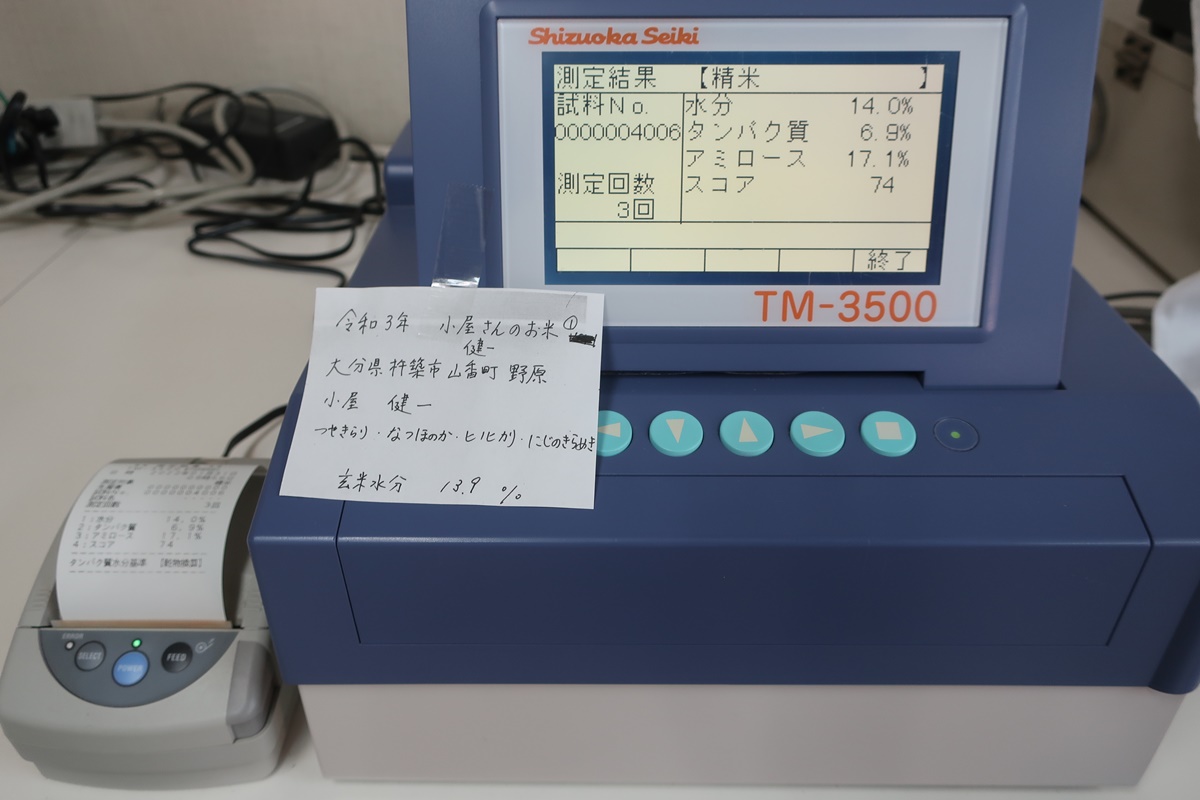 Shizuoka Seiki
測定結果 【精米 】
試料No.
0000004006
測定回数
3回
水分 14.0%
タンパク質 6.9%
アミロース 17.1%
スコア 74
終了
TM-3500
令和3年 小屋さんのお米①
健一
大分県杵築市山香町 野原
小屋 健一
つやきらり・なつほのか・ヒノヒカリ・にじのきらめき
玄米水分 13.9 %
測定回数 3回
1:水分 14.0%
2:タンパク質 6.9%
3:アミロース 17.1%
4:スコア 74
タンパク質水分基準 [乾物換算]
ERROR
SELECT
POWER
FEED